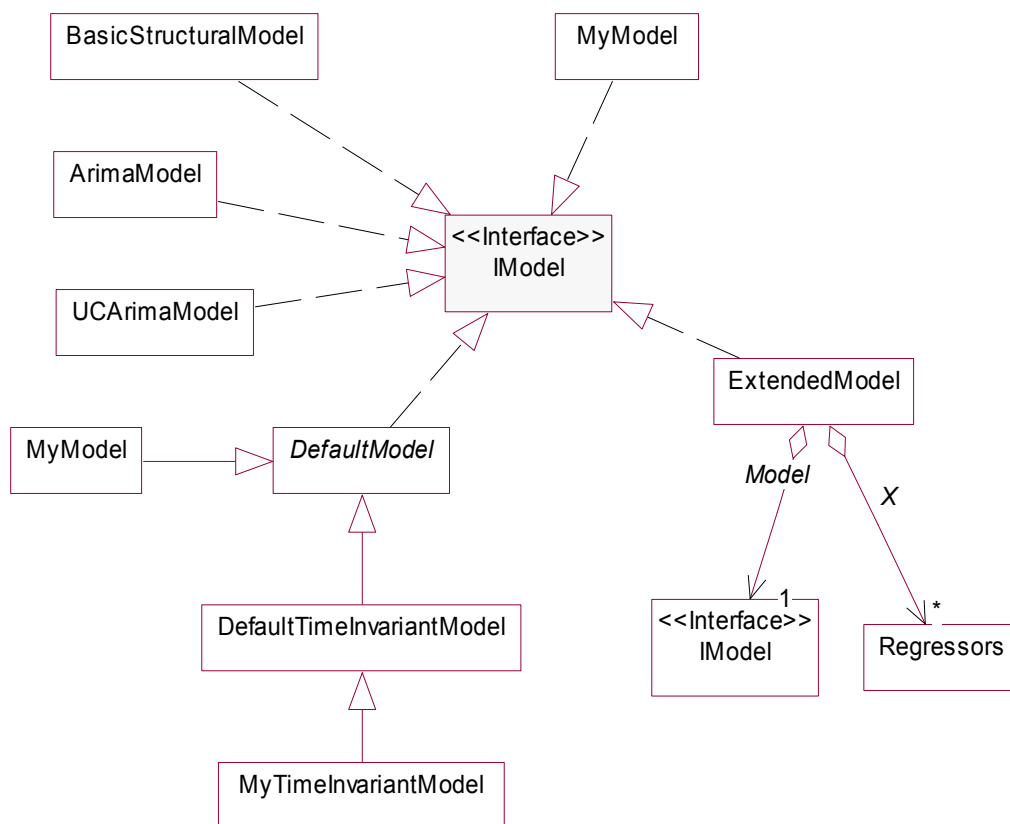 BasicStructuralModel
MyModel
ArimaModel
<<Interface>>
IModel
UCArimaModel
ExtendedModel
MyModel
DefaultModel
Model
X
1
*
<<Interface>>
IModel
DefaultTimeInvariantModel
Regressors
MyTimeInvariantModel